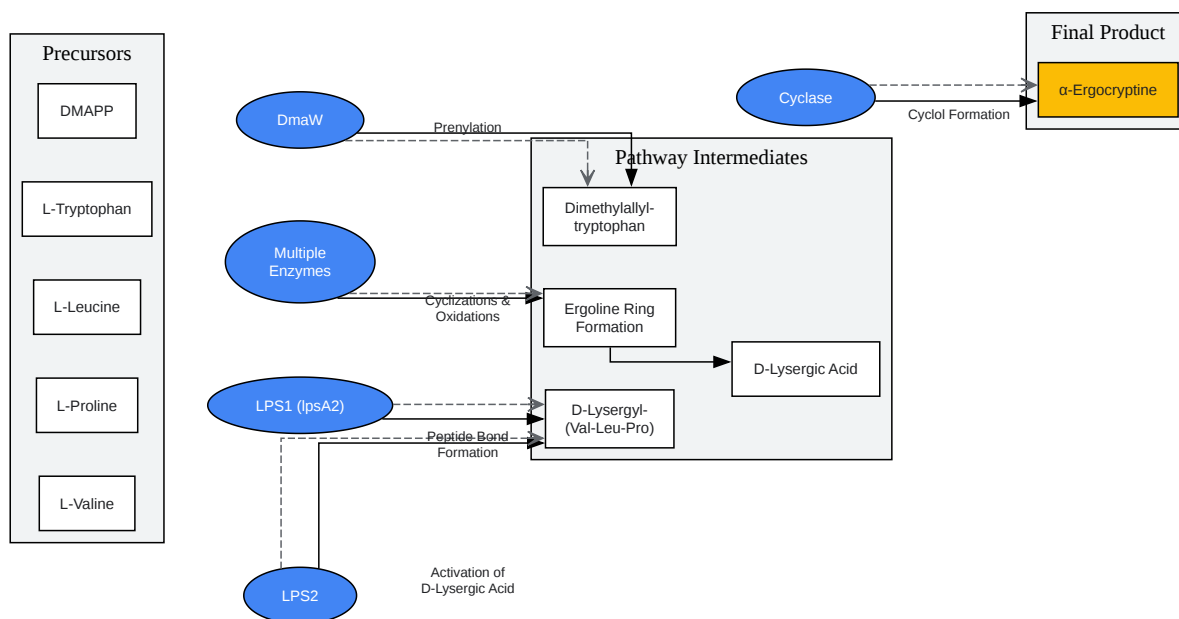 Precursors
DMAPP
L-Tryptophan
L-Leucine
L-Proline
L-Valine
DmaW
Prenylation
Multiple
Enzymes
Cyclizations &
Oxidations
LPS1 (lpsA2)
Peptide Bond
Formation
LPS2
Activation of
D-Lysergic Acid
Pathway Intermediates
Dimethylallyl-
tryptophan
Ergoline Ring
Formation
D-Lysergic Acid
D-Lysergyl-
(Val-Leu-Pro)
Cyclase
Cyclol Formation
Final Product
α-Ergocryptine